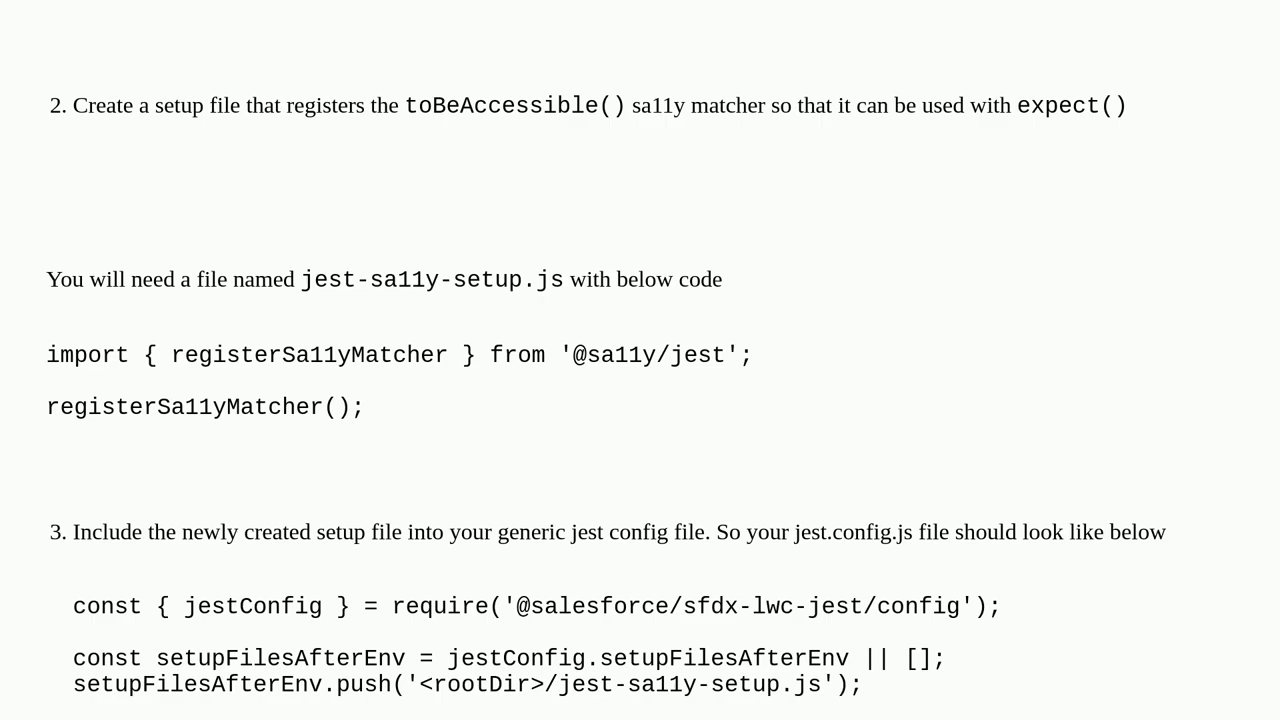 2. Create a setup file that registers the toBeAccessible() sa11y matcher so that it can be used with expect()
You will need a file named jest-sa11y-setup.js with below code
import { registerSa11yMatcher } from '@sa11y/jest';
registerSa11yMatcher();
3. Include the newly created setup file into your generic jest config file. So your jest.config.js file should look like below
const { jestConfig } = require('@salesforce/sfdx-lwc-jest/config');
const setupFilesAfterEnv = jestConfig.setupFilesAfterEnv || [];
setupFilesAfterEnv.push('<rootDir>/jest-sa11y-setup.js');